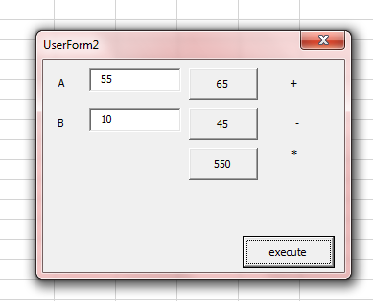 UserForm2
A 55 65 +
B 10 45 -
550 *
execute